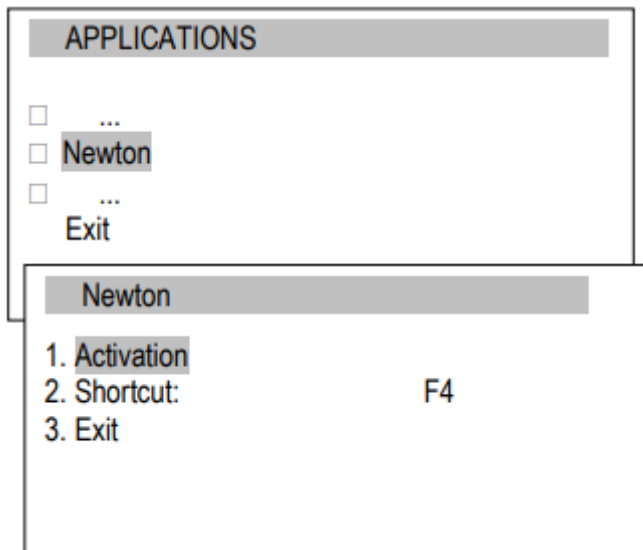 APPLICATIONS
...
Newton
...
Exit
Newton
1. Activation
2. Shortcut: F4
3. Exit